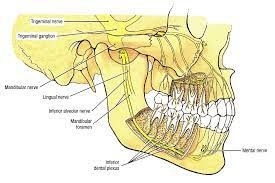 Trigeminal nerve
Trigeminal ganglion
Mandibular nerve
Lingual nerve
Inferior alveolar nerve
Mandibular
foramen
Inferior
dental plexus
Mental nerve